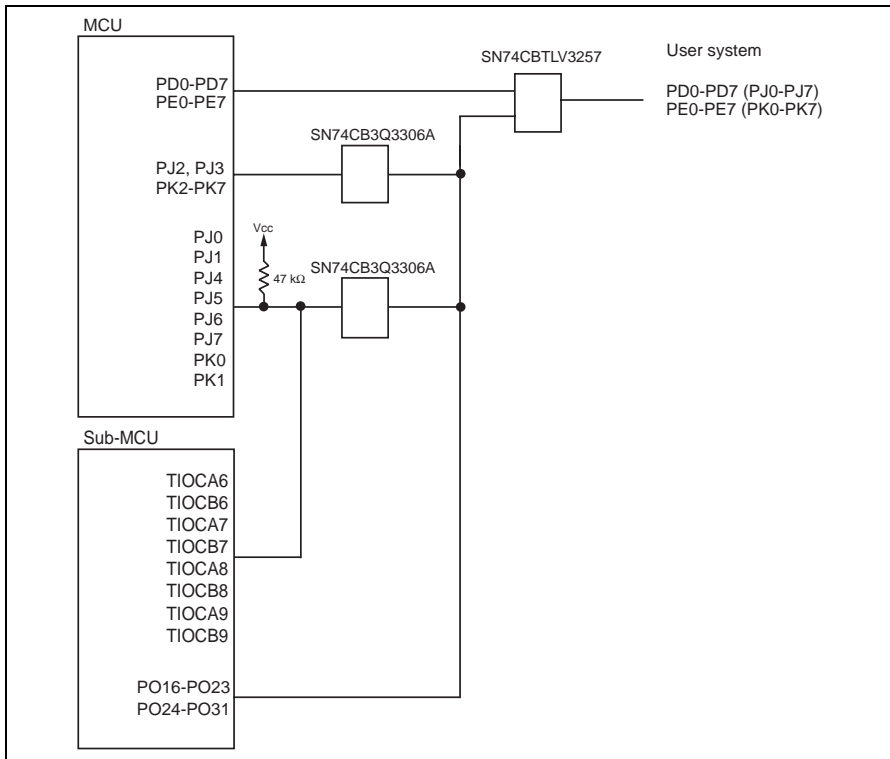 MCU
SN74CBTLV3257
User system
PD0-PD7
PE0-PE7
PD0-PD7 (PJ0-PJ7)
PE0-PE7 (PK0-PK7)
SN74CB3Q3306A
PJ2, PJ3
PK2-PK7
PJ0
PJ1
PJ4
PJ5
PJ6
PJ7
PK0
PK1
Vcc
47 kΩ
SN74CB3Q3306A
Sub-MCU
TIOCA6
TIOCB6
TIOCA7
TIOCB7
TIOCA8
TIOCB8
TIOCA9
TIOCB9
PO16-PO23
PO24-PO31